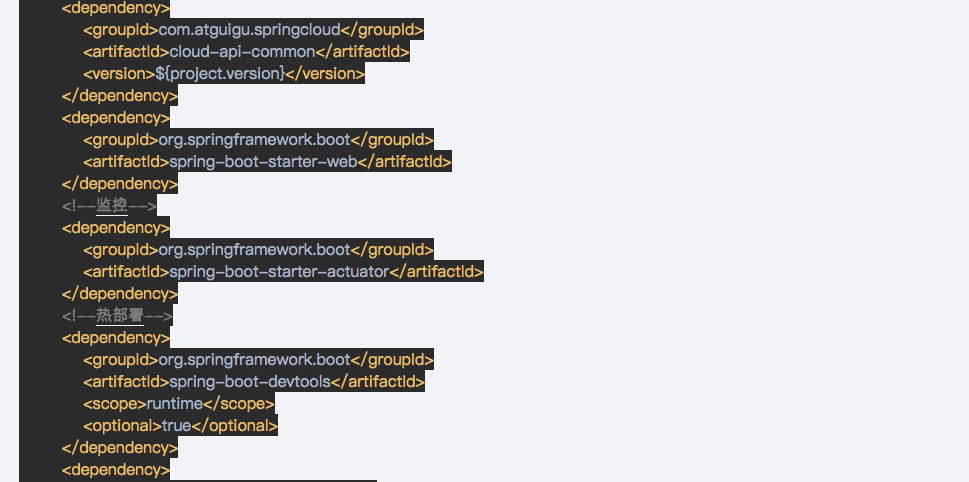 <dependency>
<groupId>com.atguigu.springcloud</groupId>
<artifactId>cloud-api-common</artifactId>
<version>${project.version}</version>
</dependency>
<dependency>
<groupId>org.springframework.boot</groupId>
<artifactId>spring-boot-starter-web</artifactId>
</dependency>
<!--监控-->
<dependency>
<groupId>org.springframework.boot</groupId>
<artifactId>spring-boot-starter-actuator</artifactId>
</dependency>
<!--热部署-->
<dependency>
<groupId>org.springframework.boot</groupId>
<artifactId>spring-boot-devtools</artifactId>
<scope>runtime</scope>
<optional>true</optional>
</dependency>
<dependency>